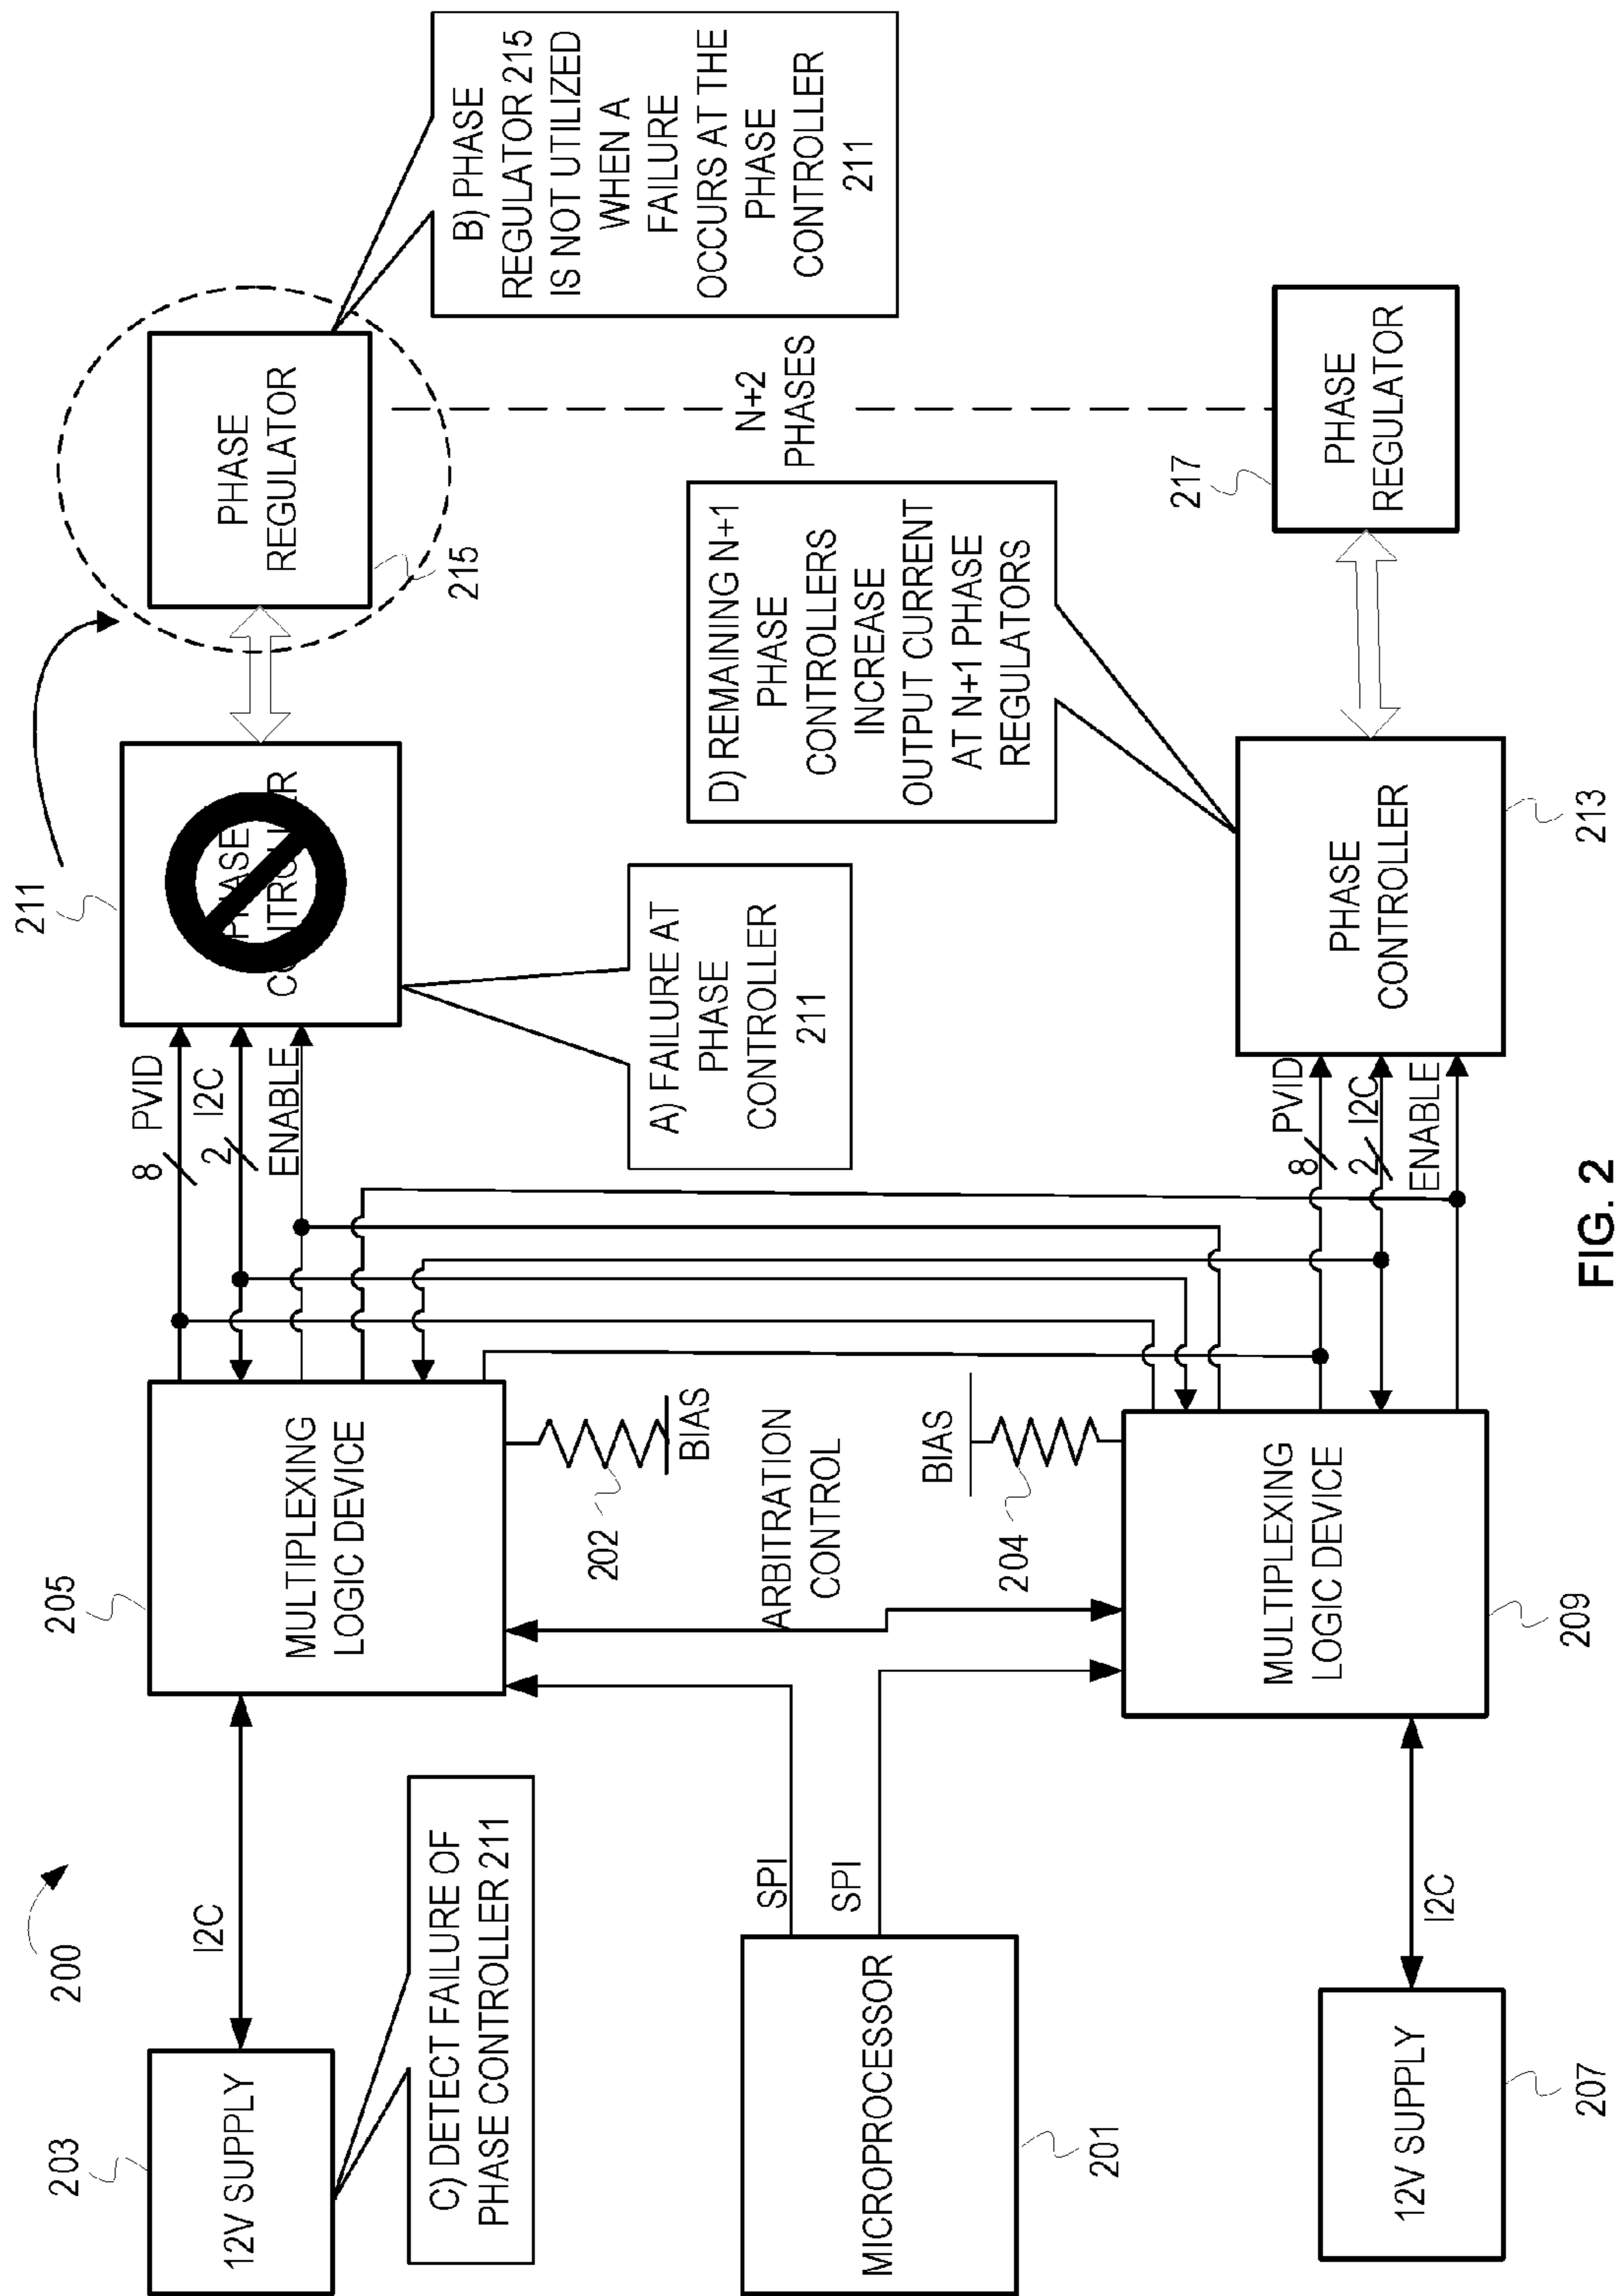 200
203
12V SUPPLY
I2C
C) DETECT FAILURE OF
PHASE CONTROLLER 211
205
MULTIPLEXING
LOGIC DEVICE
202
BIAS
8
PVID
2
I2C
ENABLE
211
PHASE
CONTROLLER
A) FAILURE AT
PHASE
CONTROLLER
211
PHASE
REGULATOR
215
B) PHASE
REGULATOR 215
IS NOT UTILIZED
WHEN A
FAILURE
OCCURS AT THE
PHASE
CONTROLLER
211
MICROPROCESSOR
201
SPI
SPI
ARBITRATION
CONTROL
D) REMAINING N+1
PHASE
CONTROLLERS
INCREASE
OUTPUT CURRENT
AT N+1 PHASE
REGULATORS
N+2
PHASES
12V SUPPLY
207
I2C
BIAS
204
MULTIPLEXING
LOGIC DEVICE
209
8
PVID
2
I2C
ENABLE
PHASE
CONTROLLER
213
217
PHASE
REGULATOR
FIG. 2